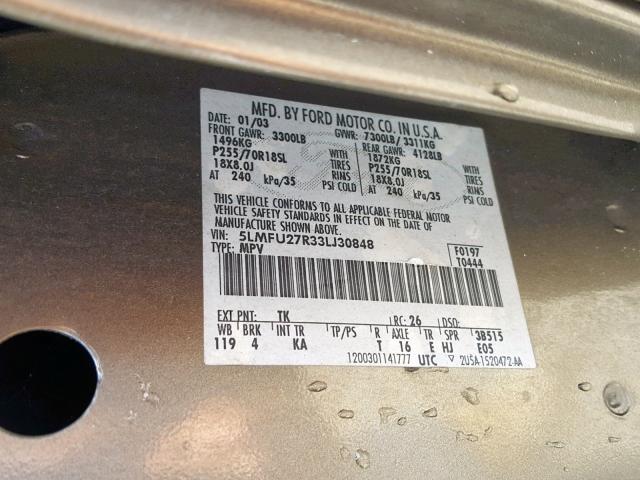 MFD. BY FORD MOTOR CO. IN U.S.A.
DATE: 01/03 GVWR: 7300LB/ 3311KG
FRONT GAWR: 3300LB REAR GAWR: 4128LB
1496KG 1872KG
P255/70R18SL WITH P255/70R18SL WITH
18X8.0J TIRES 18X8.0J TIRES
RIMS RIMS
AT 240 kPa/35 PSI COLD AT 240 kPa/35 PSI COLD
THIS VEHICLE CONFORMS TO ALL APPLICABLE FEDERAL MOTOR
VEHICLE SAFETY STANDARDS IN EFFECT ON THE DATE OF
MANUFACTURE SHOWN ABOVE.
VIN: 5LMFU27R33LJ30848 F0197
TYPE: MPV T0444
EXT PNT: TK RC: 26 DSO:
WB BRK INT TR TP/PS R AXLE TR SPR 3B515
119 4 KA T 16 E HJ E05
1200301141777 UTC ▽ 2U5A-1520472-AA